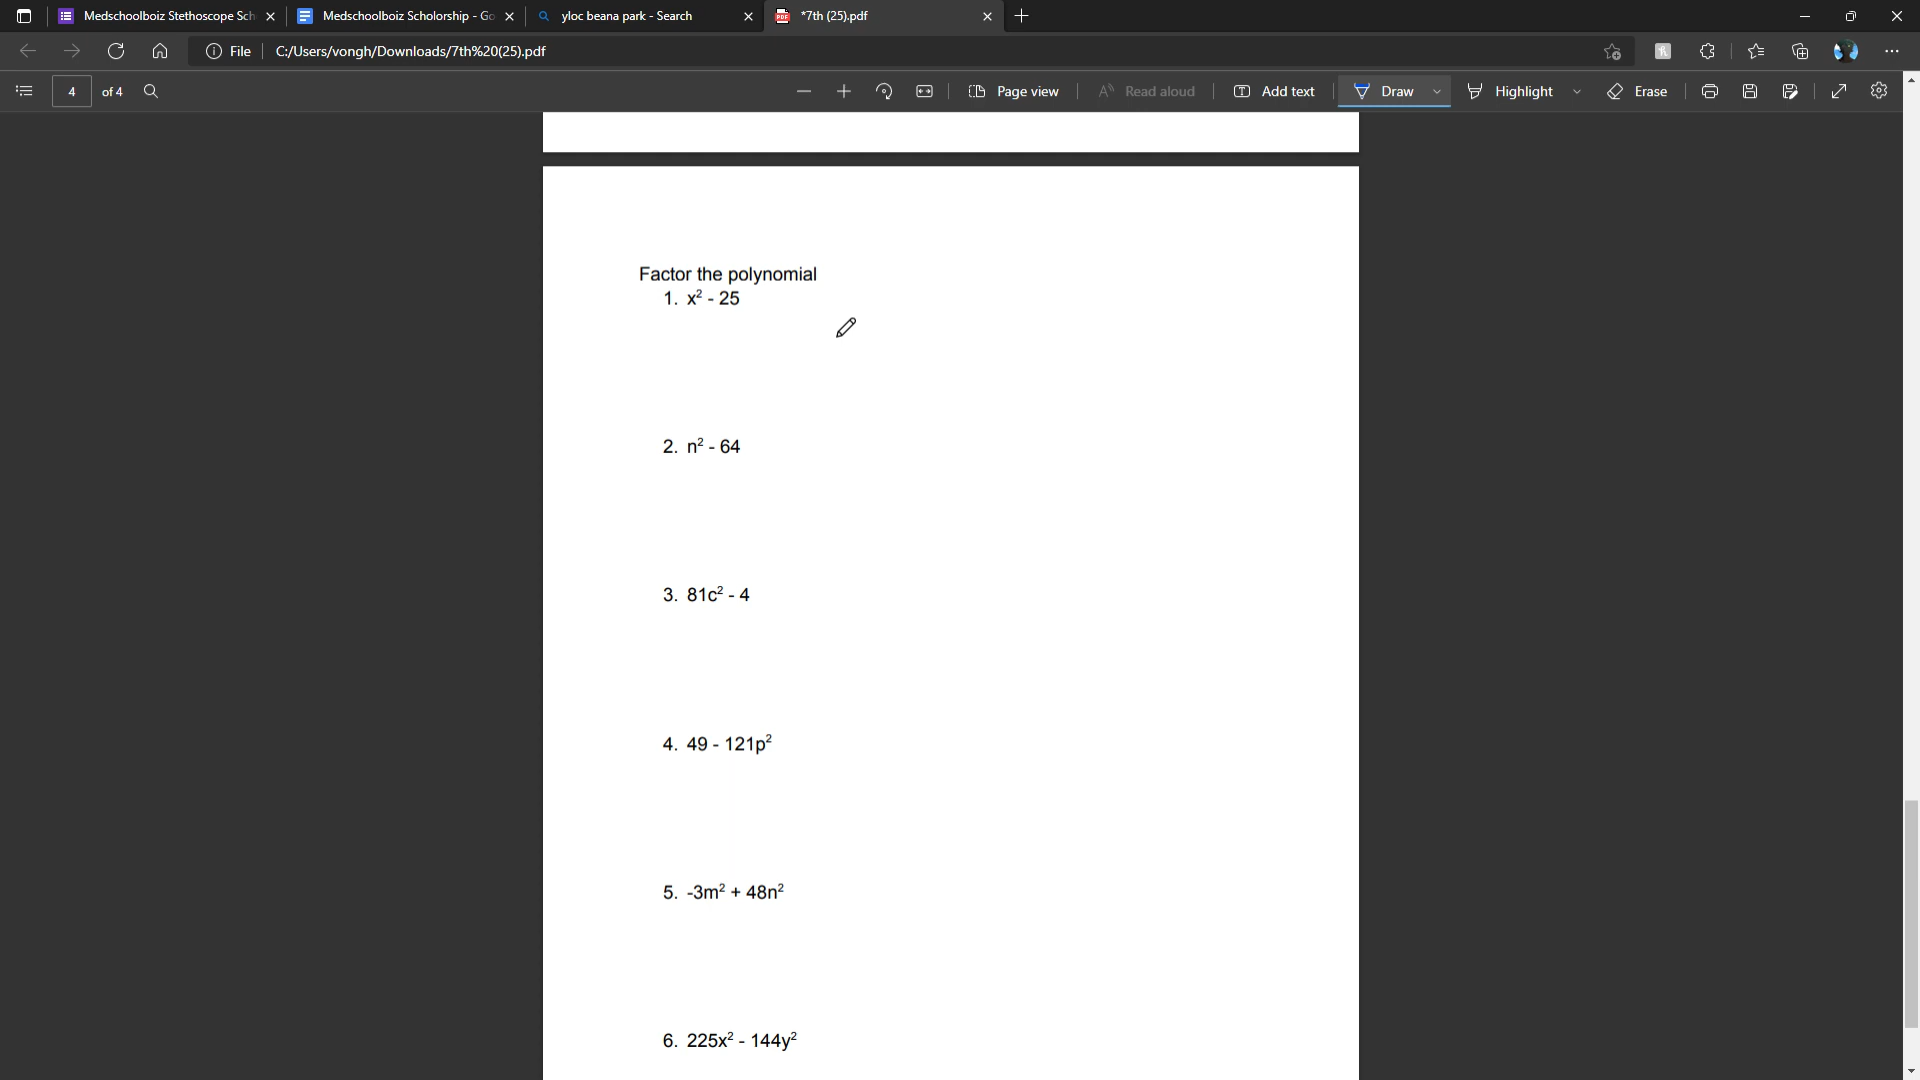 Medschoolboiz Stethoscope Sch
Medschoolboiz Scholorship - Go
yloc beana park - Search
*7th (25).pdf
File
C:/Users/vongh/Downloads/7th%20(25).pdf
4 of 4
Page view
Read aloud
Add text
Draw
Highlight
Erase
Factor the polynomial
1. x² - 25
2. n² - 64
3. 81c² - 4
4. 49 - 121p²
5. -3m² + 48n²
6. 225x² - 144y²